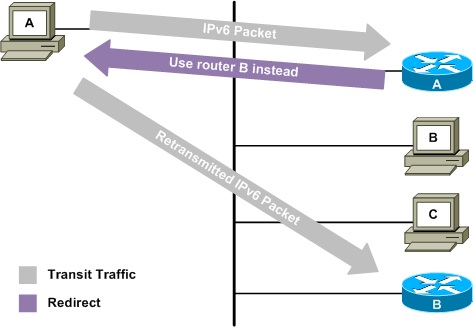 A
IPv6 Packet
Use router B instead
A
B
Retransmitted IPv6 Packet
C
Transit Traffic
Redirect
B